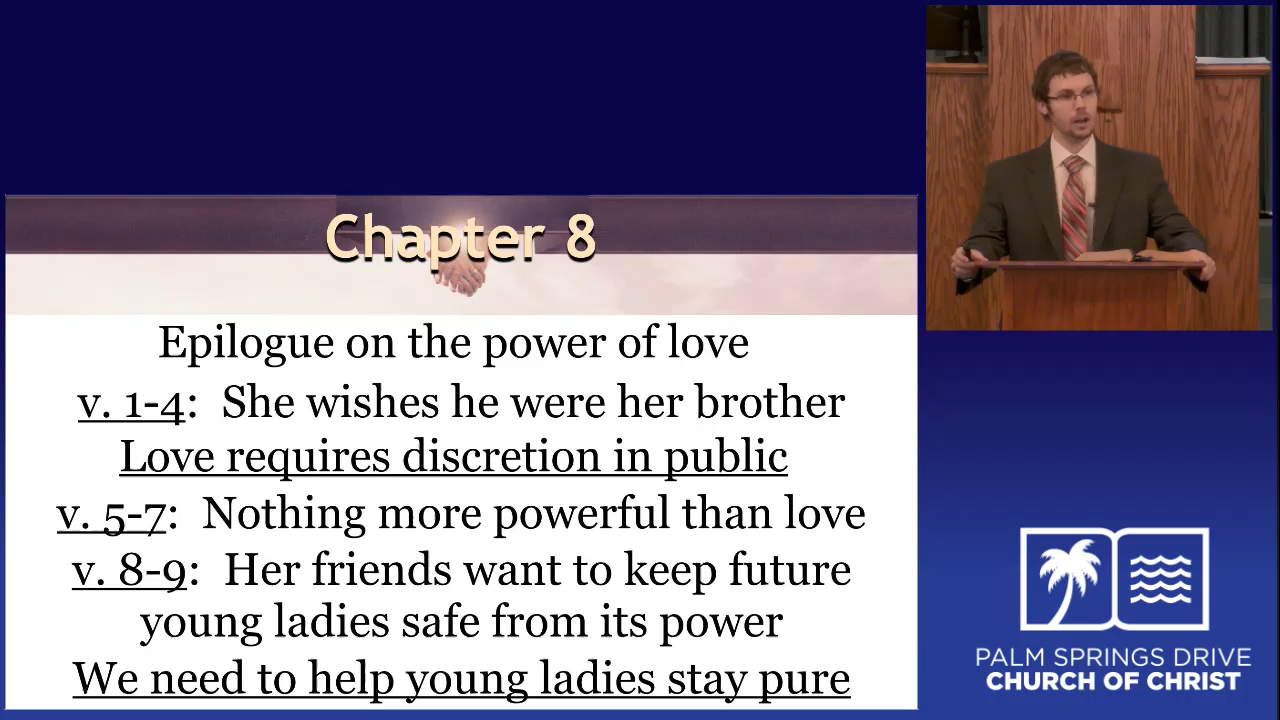 Chapter 8
Epilogue on the power of love
v. 1-4:  She wishes he were her brother
Love requires discretion in public
v. 5-7:  Nothing more powerful than love
v. 8-9:  Her friends want to keep future
young ladies safe from its power
We need to help young ladies stay pure
PALM SPRINGS DRIVE
CHURCH OF CHRIST